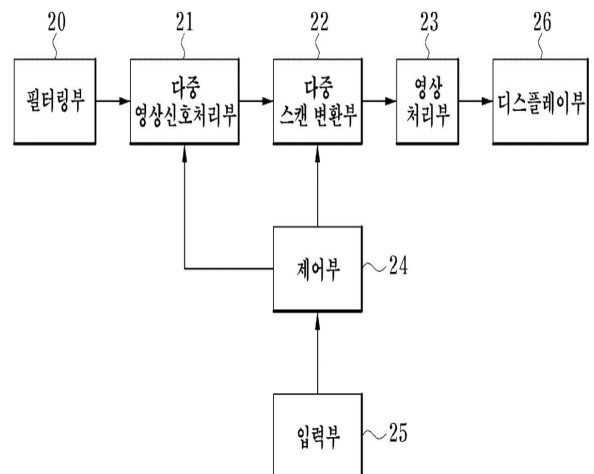 20
21
22
23
26
필터링부
다중
영상신호처리부
다중
스캔 변환부
영상
처리부
디스플레이부
제어부
24
입력부
25